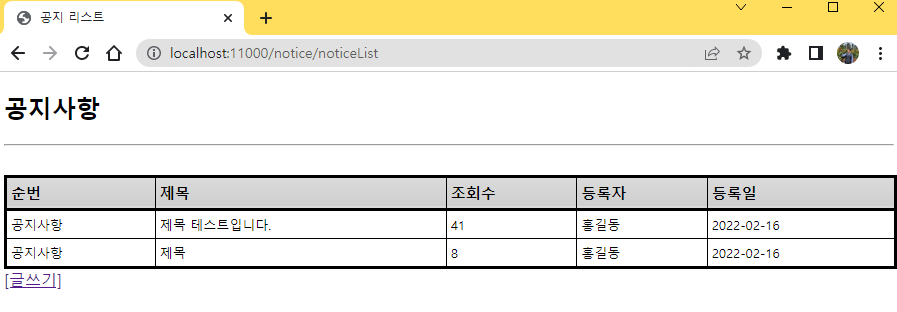 공지 리스트
localhost:11000/notice/noticeList
공지사항
순번 제목 조회수 등록자 등록일
공지사항 제목 테스트입니다. 41 홍길동 2022-02-16
공지사항 제목 8 홍길동 2022-02-16
[글쓰기]